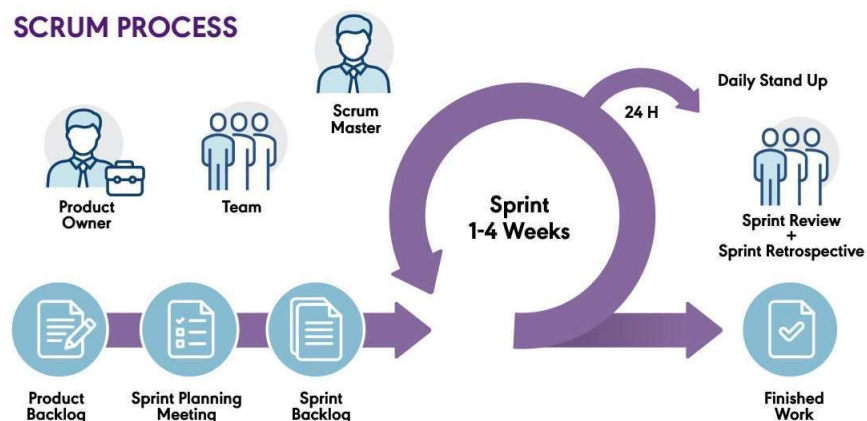 SCRUM PROCESS
Scrum
Master
Product
Owner
Team
24 H
Daily Stand Up
Sprint
1-4 Weeks
Sprint Review
+
Sprint Retrospective
Product
Backlog
Sprint Planning
Meeting
Sprint
Backlog
Finished
Work